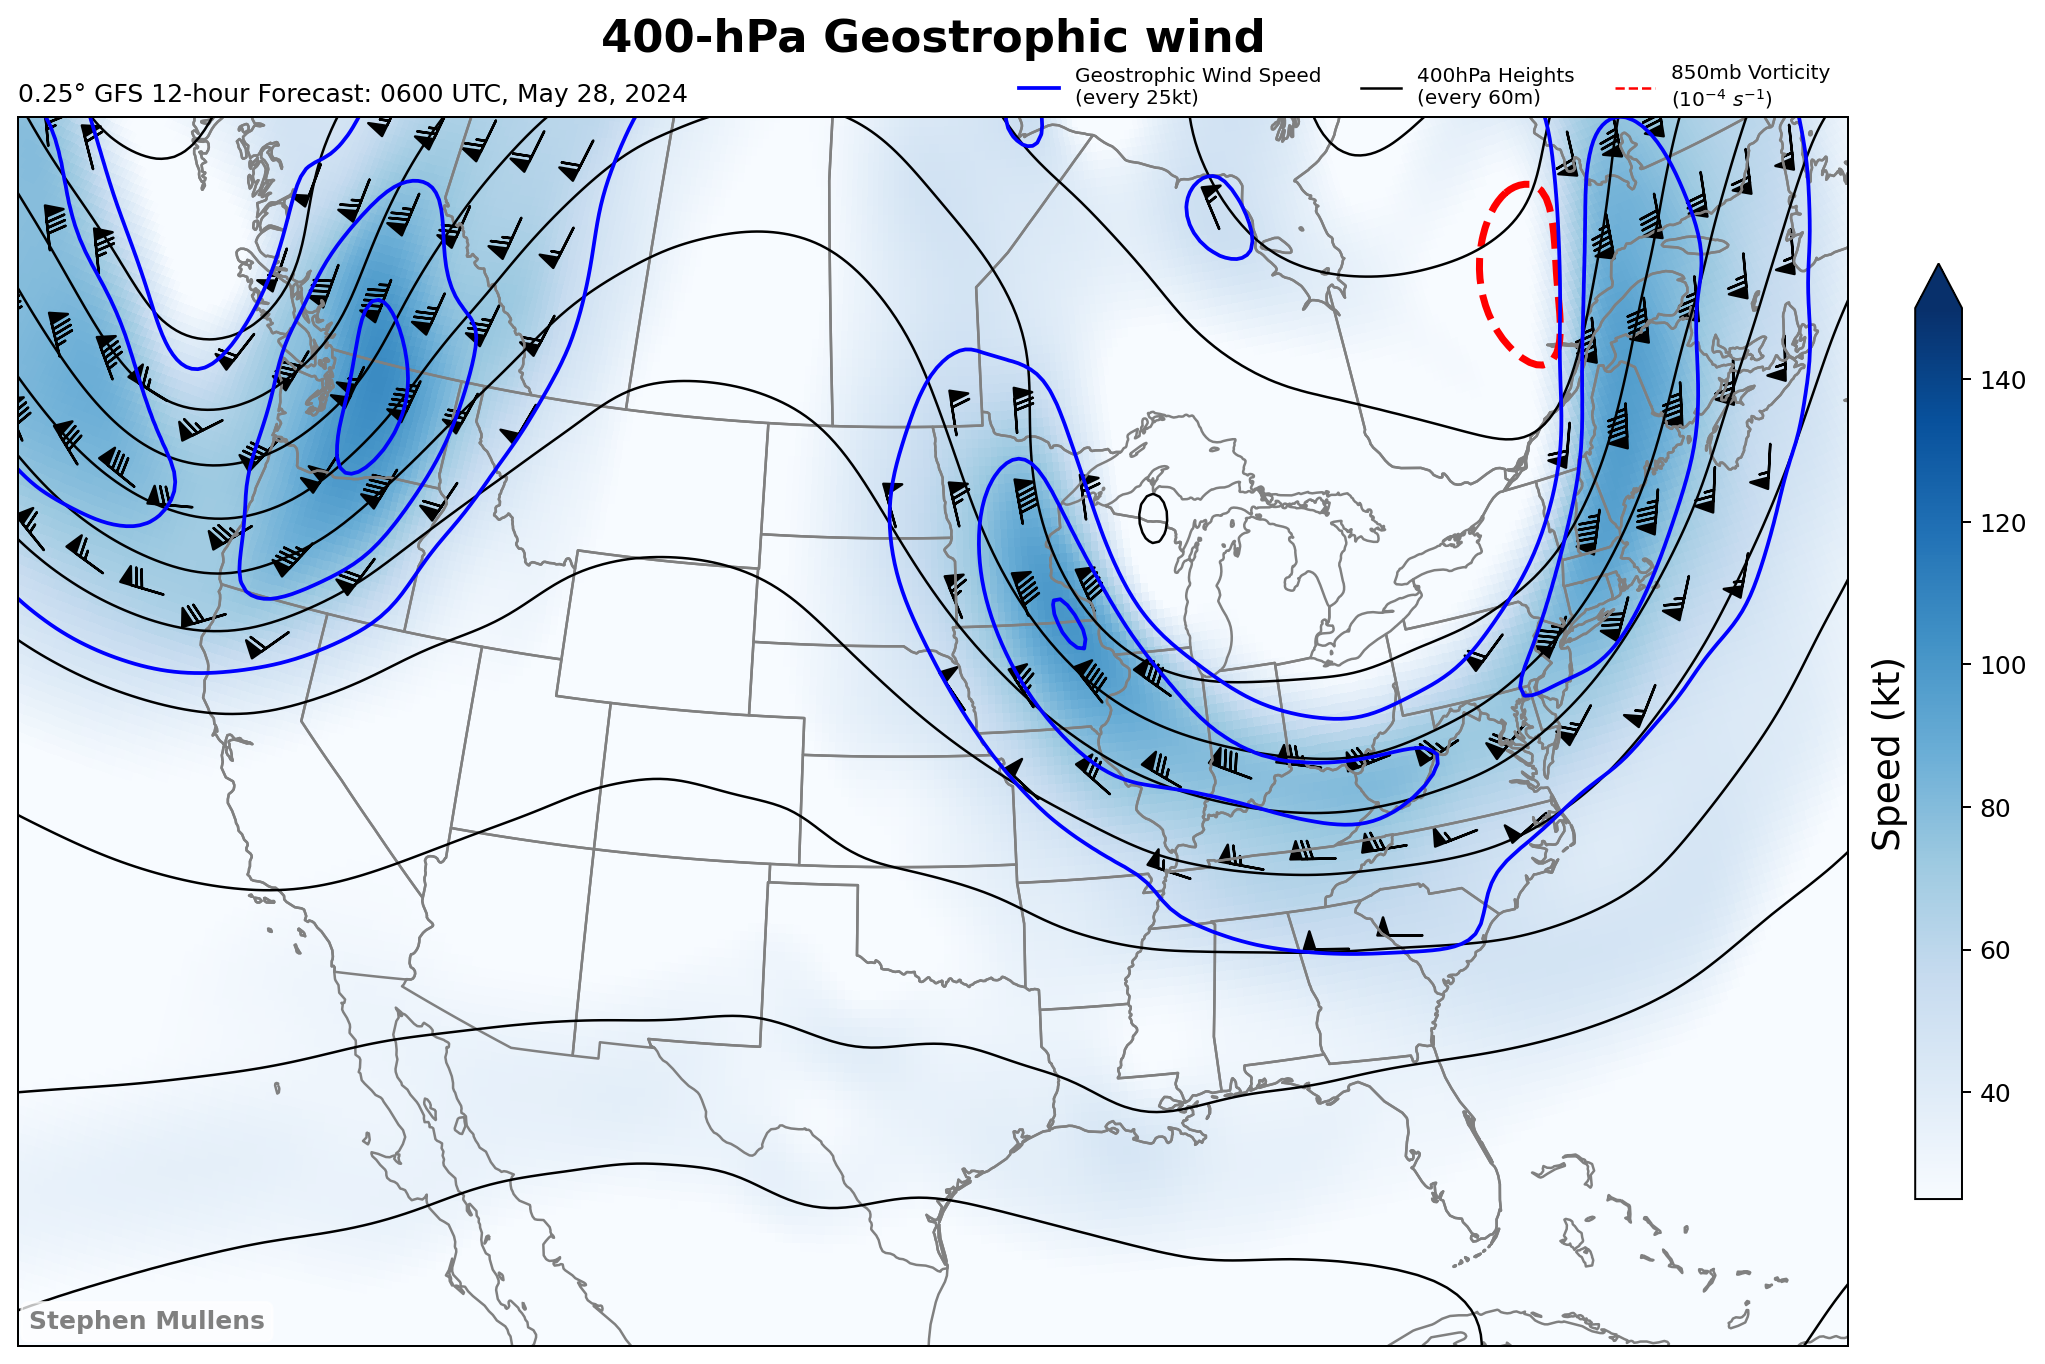 400-hPa Geostrophic wind
0.25° GFS 12-hour Forecast: 0600 UTC, May 28, 2024
Geostrophic Wind Speed
(every 25kt)
400hPa Heights
(every 60m)
850mb Vorticity
(10⁻⁴ s⁻¹)
140
120
100
80
60
40
Speed (kt)
Stephen Mullens